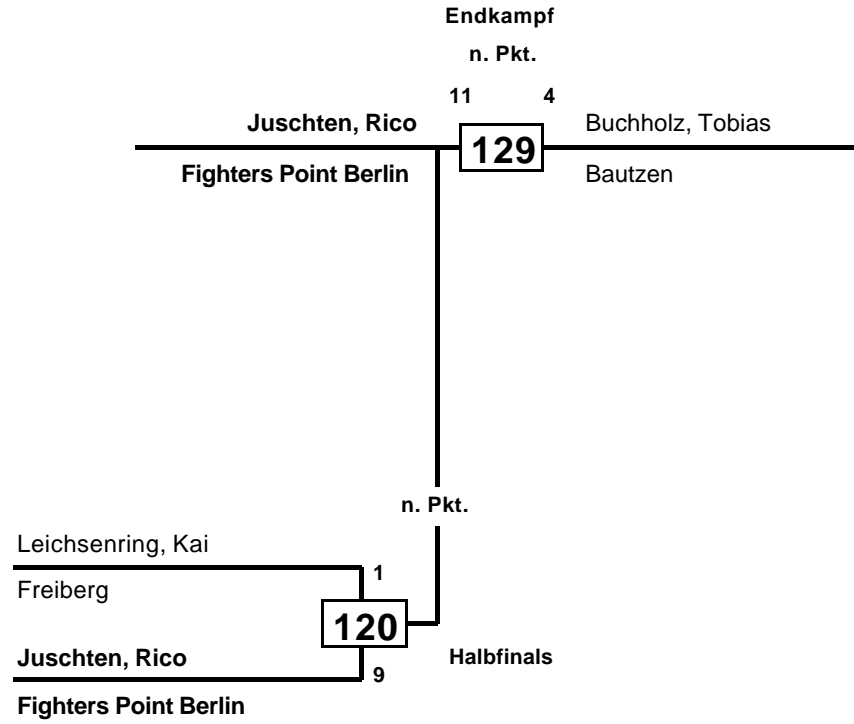 Endkampf
n. Pkt.
11 4
Juschten, Rico 129 Buchholz, Tobias
Fighters Point Berlin Bautzen
n. Pkt.
Leichsenring, Kai
1
Freiberg
120
Juschten, Rico Halbfinals
9
Fighters Point Berlin